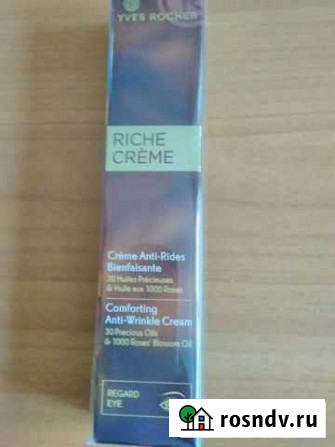 YVES ROCHER
RICHE
CRÈME
Crème Anti-Rides
Bienfaisante
30 Huiles Précieuses
& Huile aux 1000 Roses
Comforting
Anti-Wrinkle Cream
30 Precious Oils
& 1000 Roses' Blossom Oil
REGARD
EYE
rosndv.ru